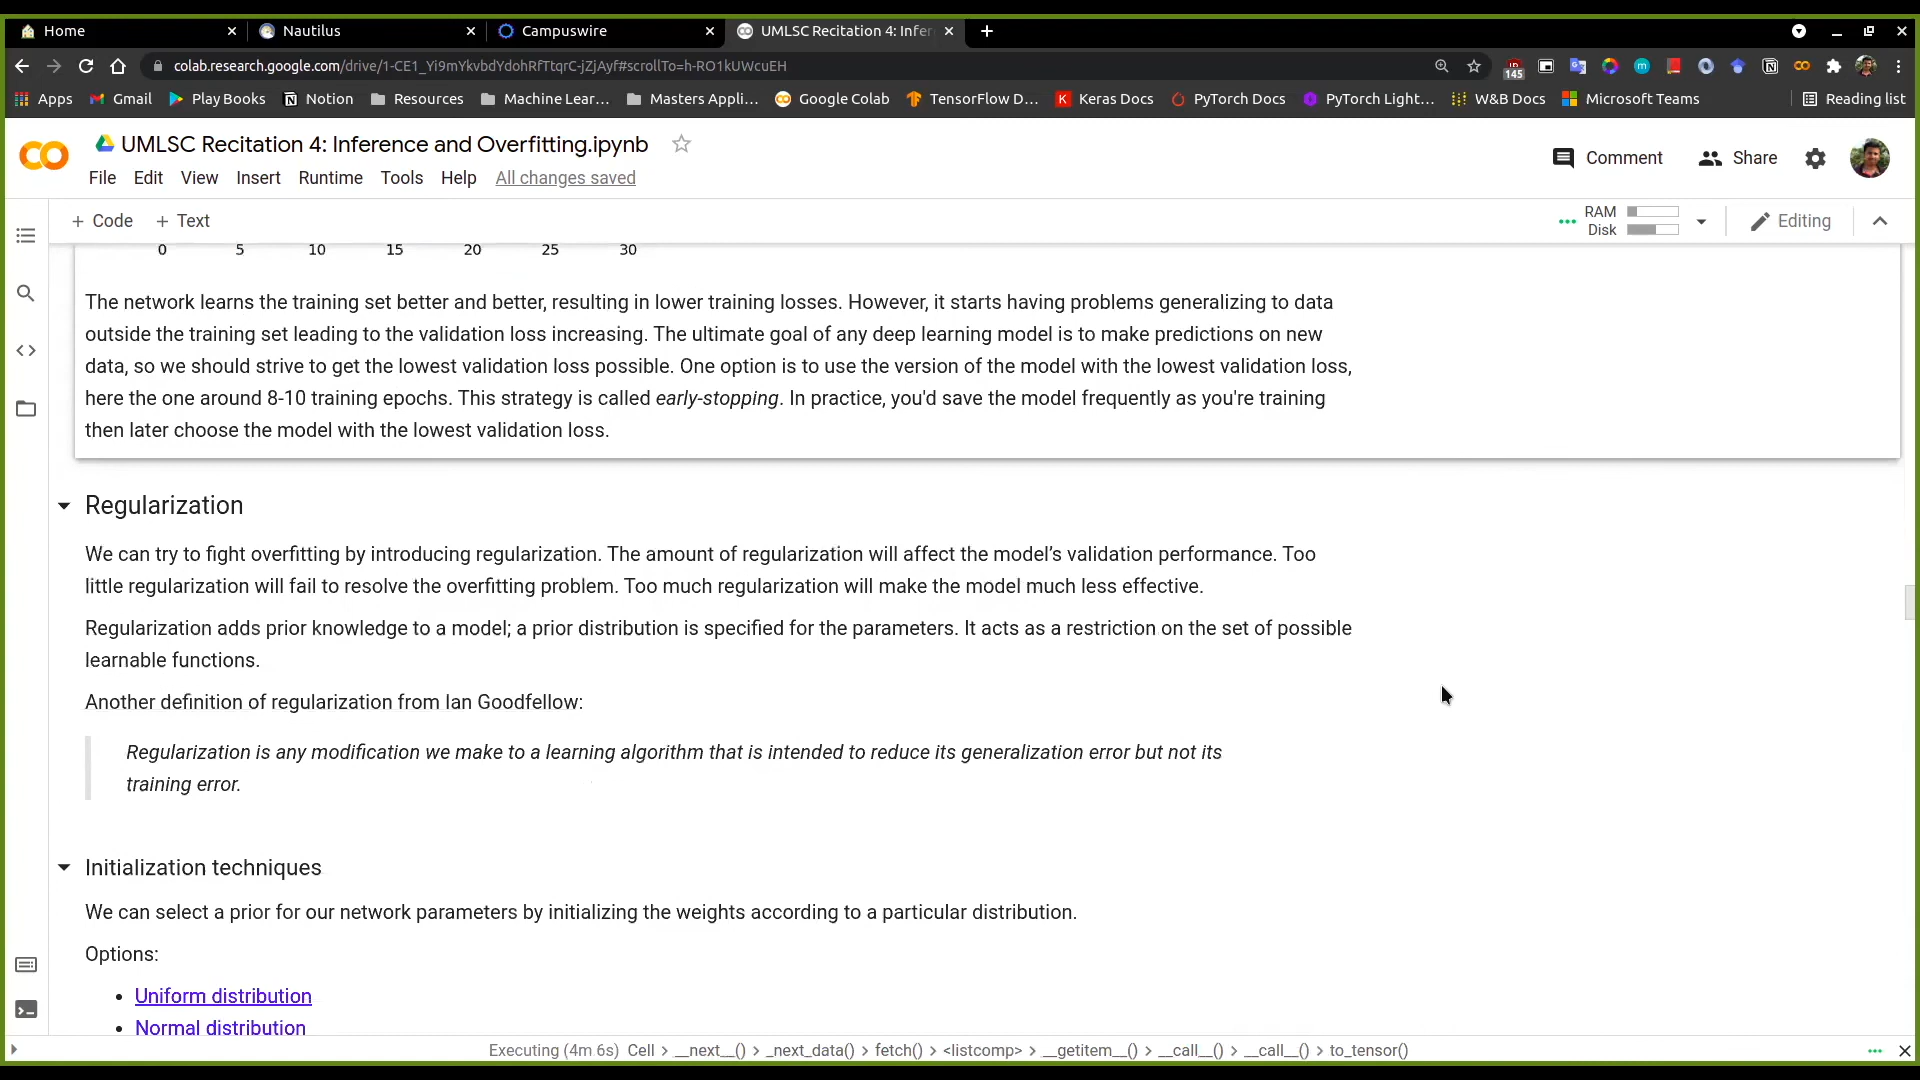 Home
Nautilus
Campuswire
UMLSC Recitation 4: Infer
colab.research.google.com/drive/1-CE1_Yi9mYkvbdYdohRfTtqrC-jZjAyf#scrollTo=h-RO1kUWcuEH
145
Apps Gmail Play Books Notion Resources Machine Lear... Masters Appli... Google Colab TensorFlow D... Keras Docs PyTorch Docs PyTorch Light... W&B Docs Microsoft Teams Reading list
UMLSC Recitation 4: Inference and Overfitting.ipynb
Comment Share
File Edit View Insert Runtime Tools Help All changes saved
+ Code + Text
RAM
Disk
Editing
0 5 10 15 20 25 30
The network learns the training set better and better, resulting in lower training losses. However, it starts having problems generalizing to data
outside the training set leading to the validation loss increasing. The ultimate goal of any deep learning model is to make predictions on new
data, so we should strive to get the lowest validation loss possible. One option is to use the version of the model with the lowest validation loss,
here the one around 8-10 training epochs. This strategy is called early-stopping. In practice, you'd save the model frequently as you're training
then later choose the model with the lowest validation loss.
Regularization
We can try to fight overfitting by introducing regularization. The amount of regularization will affect the model’s validation performance. Too
little regularization will fail to resolve the overfitting problem. Too much regularization will make the model much less effective.
Regularization adds prior knowledge to a model; a prior distribution is specified for the parameters. It acts as a restriction on the set of possible
learnable functions.
Another definition of regularization from Ian Goodfellow:
Regularization is any modification we make to a learning algorithm that is intended to reduce its generalization error but not its
training error.
Initialization techniques
We can select a prior for our network parameters by initializing the weights according to a particular distribution.
Options:
• Uniform distribution
• Normal distribution
Executing (4m 6s) Cell > __next__() > _next_data() > fetch() > <listcomp> > __getitem__() > __call__() > __call__() > to_tensor()